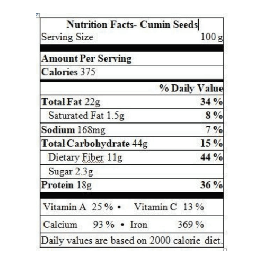 Nutrition Facts- Cumin Seeds
Serving Size 100 g
Amount Per Serving
Calories 375
% Daily Value
Total Fat 22g 34 %
Saturated Fat 1.5g 8 %
Sodium 168mg 7 %
Total Carbohydrate 44g 15 %
Dietary Fiber 11g 44 %
Sugar 2.3g
Protein 18g 36 %
Vitamin A 25 % • Vitamin C 13 %
Calcium 93 % • Iron 369 %
Daily values are based on 2000 calorie diet.